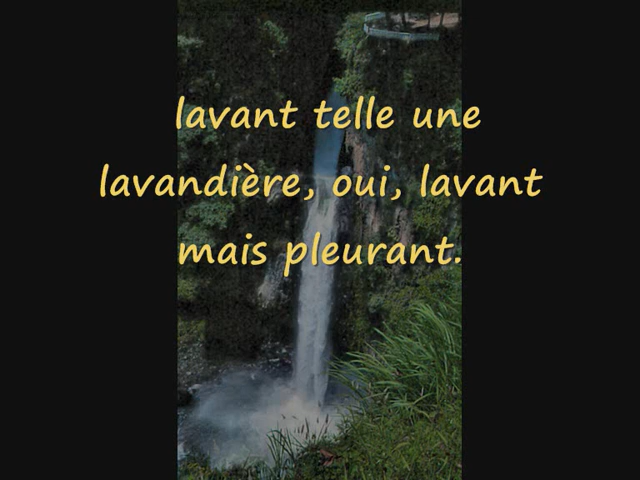 lavant telle une
lavandière, oui, lavant
mais pleurant.